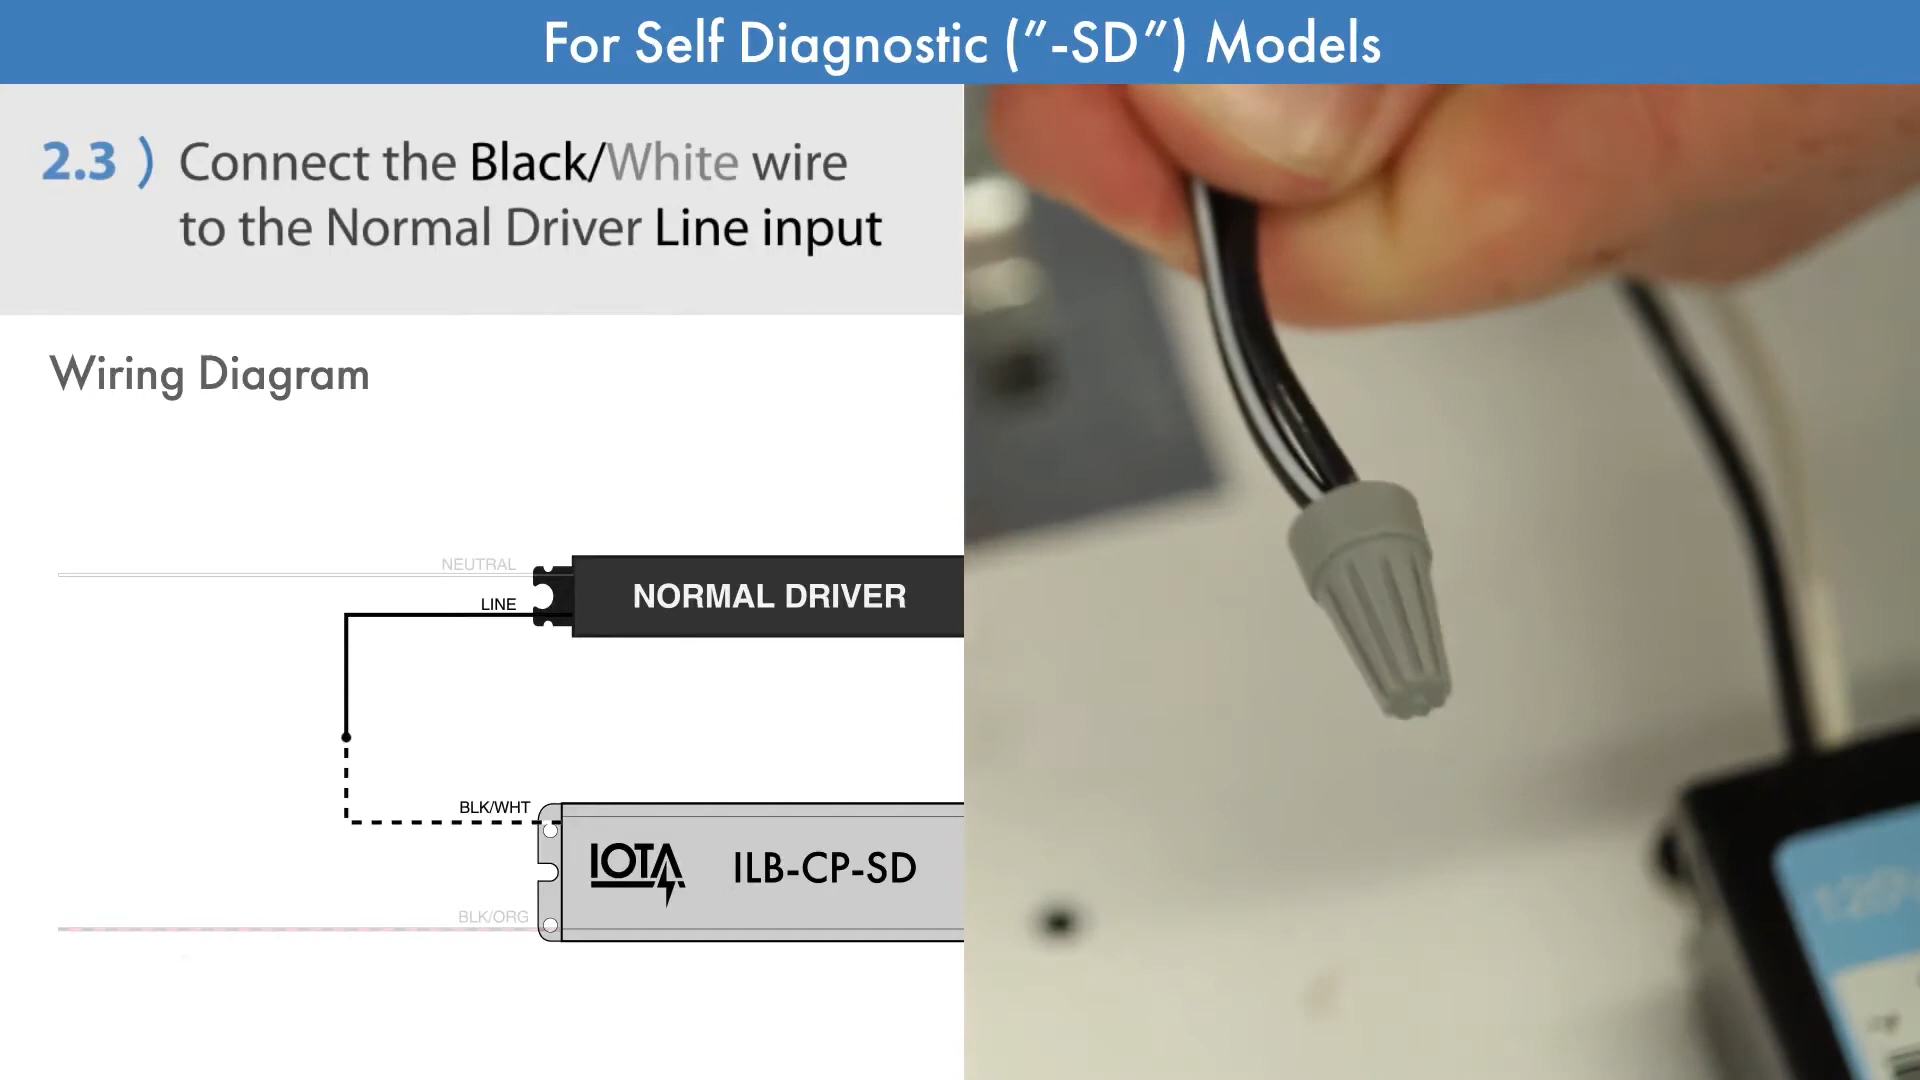 For Self Diagnostic ("-SD") Models
2.3 ) Connect the Black/White wire
to the Normal Driver Line input
Wiring Diagram
NEUTRAL
LINE
NORMAL DRIVER
BLK/WHT
IOTA ILB-CP-SD
BLK/ORG